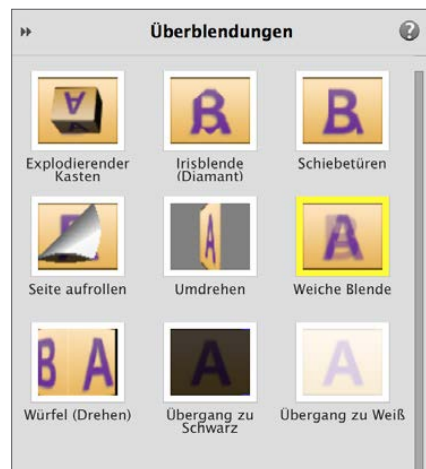 Überblendungen
?
Explodierender
Kasten
Irisblende
(Diamant)
Schiebetüren
Seite aufrollen
Umdrehen
Weiche Blende
Würfel (Drehen)
Übergang zu
Schwarz
Übergang zu Weiß